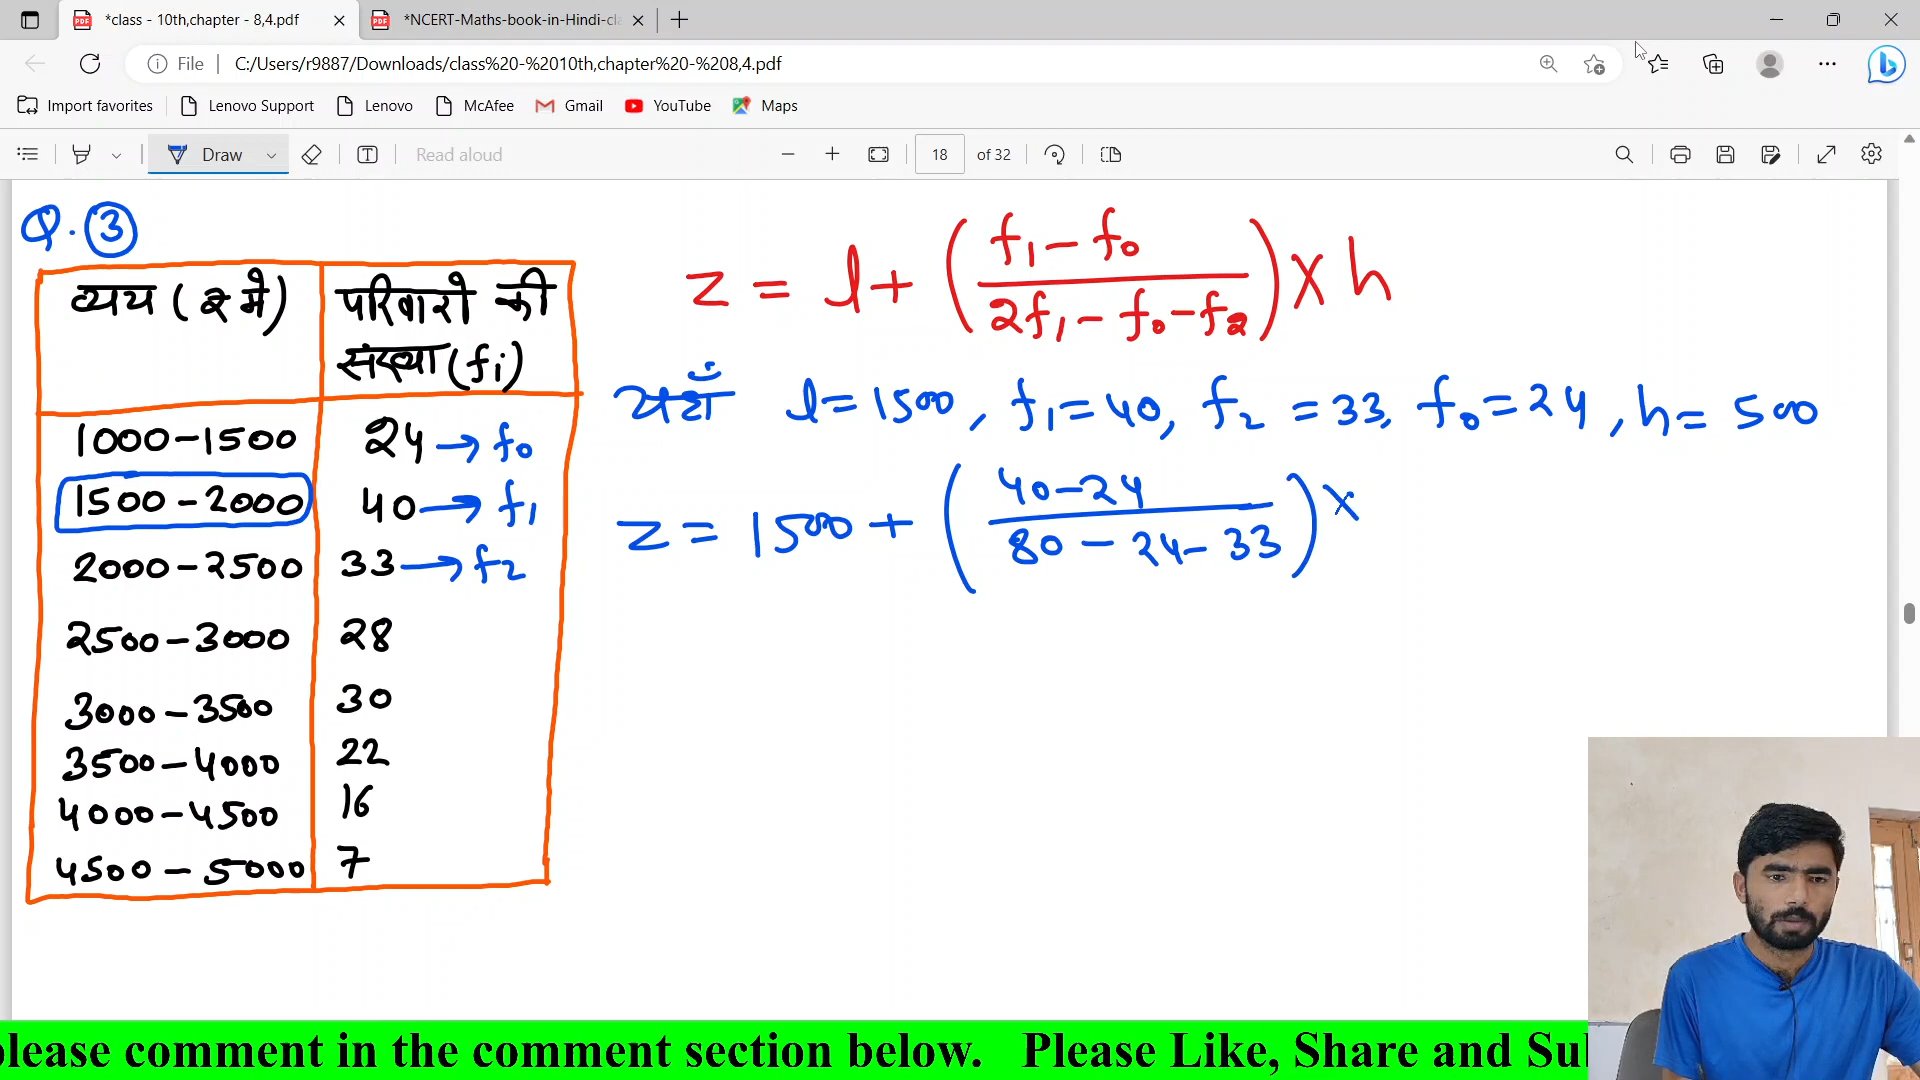 *class - 10th,chapter - 8,4.pdf
*NCERT-Maths-book-in-Hindi-cla
File
C:/Users/r9887/Downloads/class%20-%2010th,chapter%20-%208,4.pdf
Import favorites
Lenovo Support
Lenovo
McAfee
Gmail
YouTube
Maps
Draw
Read aloud
18 of 32
Q. 3
व्यय (₹ में)
परिवारों की
संख्या (fi)
1000-1500 24 → f₀
1500-2000 40 → f₁
2000-2500 33 → f₂
2500-3000 28
3000-3500 30
3500-4000 22
4000-4500 16
4500-5000 7
z = l + (f₁ - f₀ / 2f₁ - f₀ - f₂) × h
यहाँ l = 1500, f₁ = 40, f₂ = 33, f₀ = 24, h = 500
z = 1500 + (40 - 24 / 80 - 24 - 33) ×
lease comment in the comment section below. Please Like, Share and Su